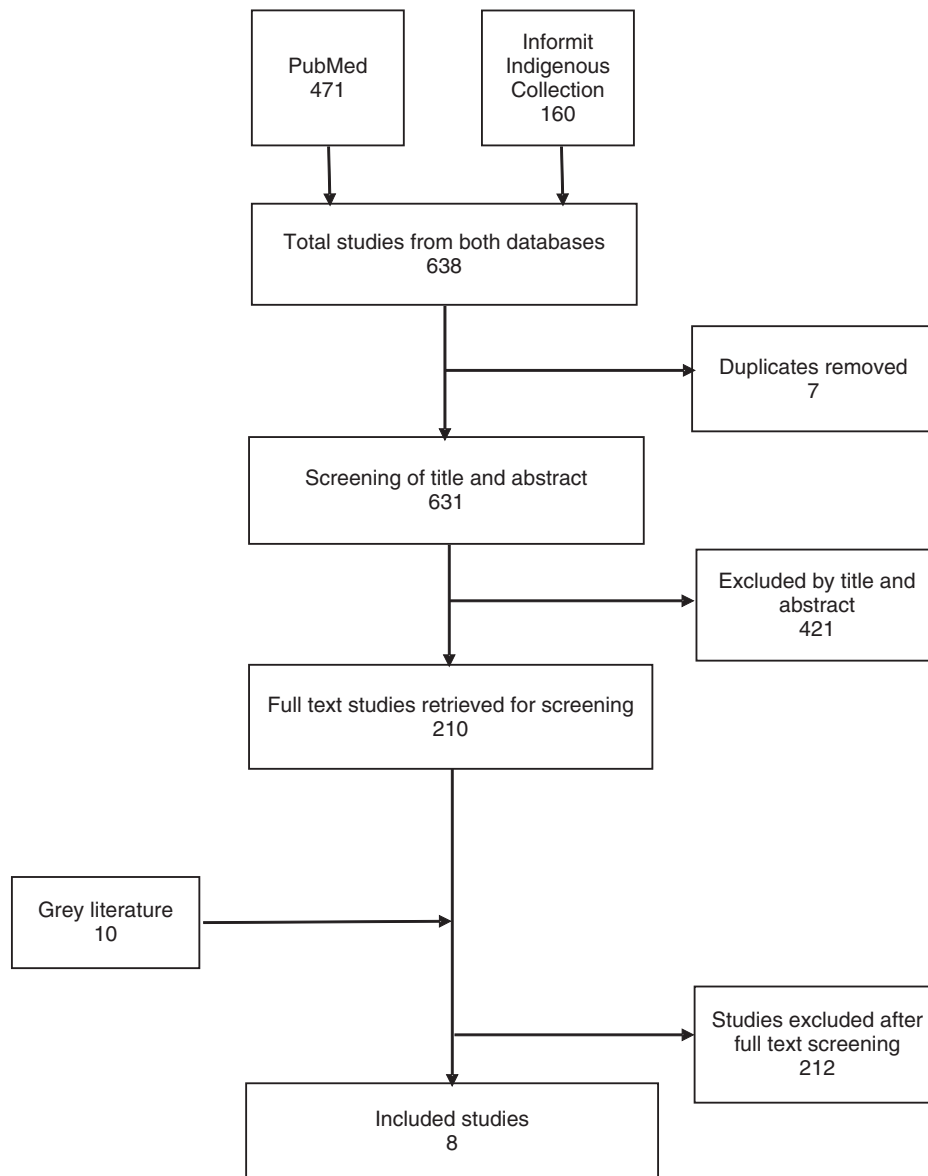 PubMed
471
Informit
Indigenous
Collection
160
Total studies from both databases
638
Duplicates removed
7
Screening of title and abstract
631
Excluded by title and
abstract
421
Full text studies retrieved for screening
210
Grey literature
10
Studies excluded after
full text screening
212
Included studies
8